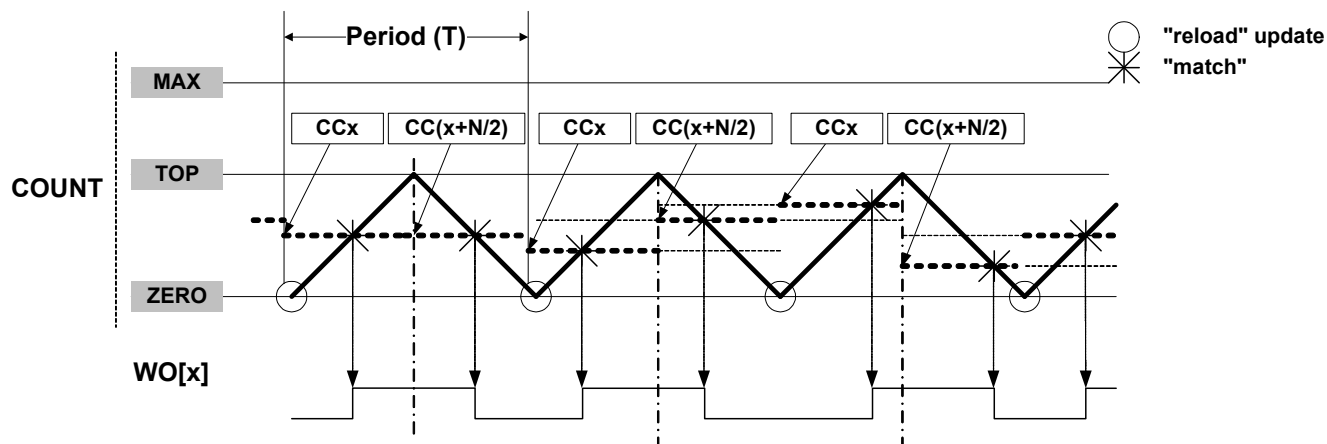 Period (T)
"reload" update
"match"
MAX
CCx
CC(x+N/2)
CCx
CC(x+N/2)
CCx
CC(x+N/2)
TOP
COUNT
ZERO
WO[x]